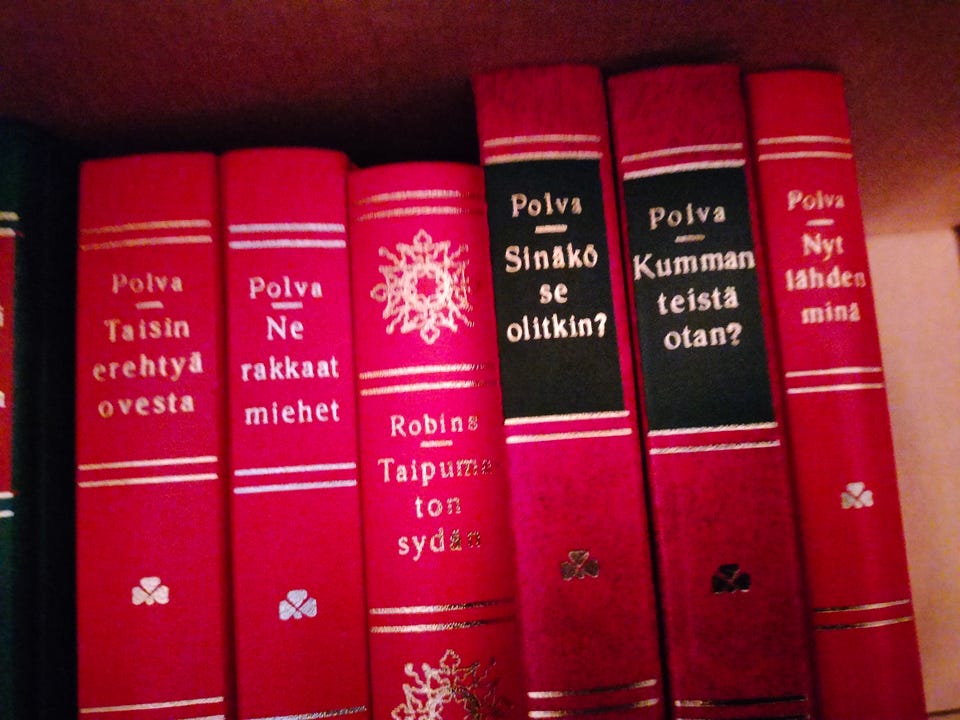 Polva
Taisin
erehtyä
ovesta
Polva
Ne
rakkaat
miehet
Robins
Taipuma
ton
sydän
Polva
Sinäkö
se
olitkin?
Polva
Kumman
teistä
otan?
Polva
Nyt
lähden
minä